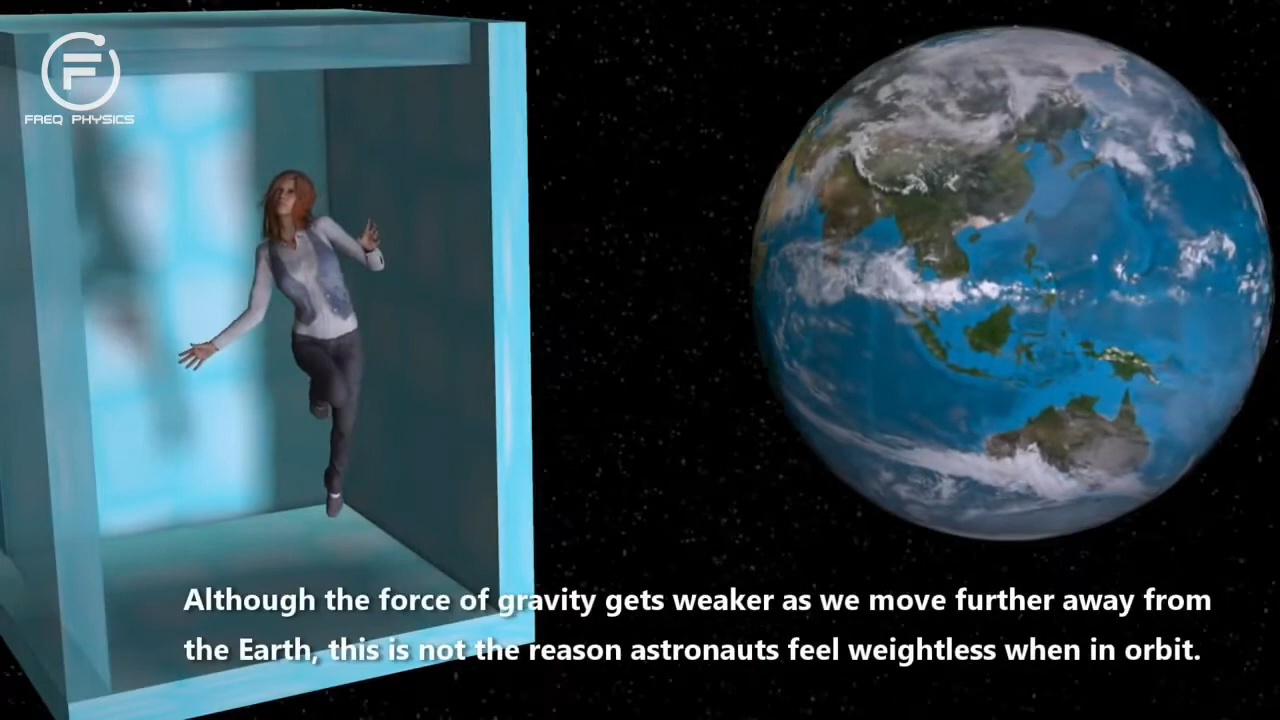 F
FREQ PHYSICS
Although the force of gravity gets weaker as we move further away from
the Earth, this is not the reason astronauts feel weightless when in orbit.